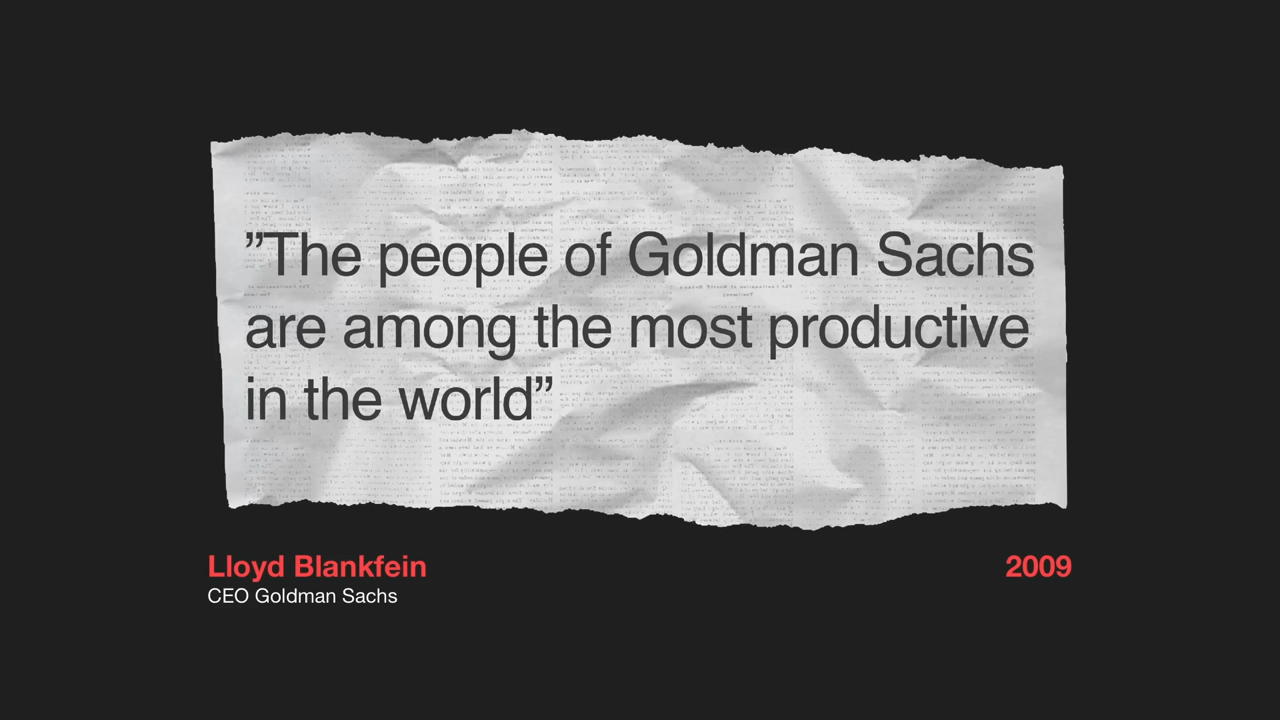 ”The people of Goldman Sachs
are among the most productive
in the world”
Lloyd Blankfein
2009
CEO Goldman Sachs